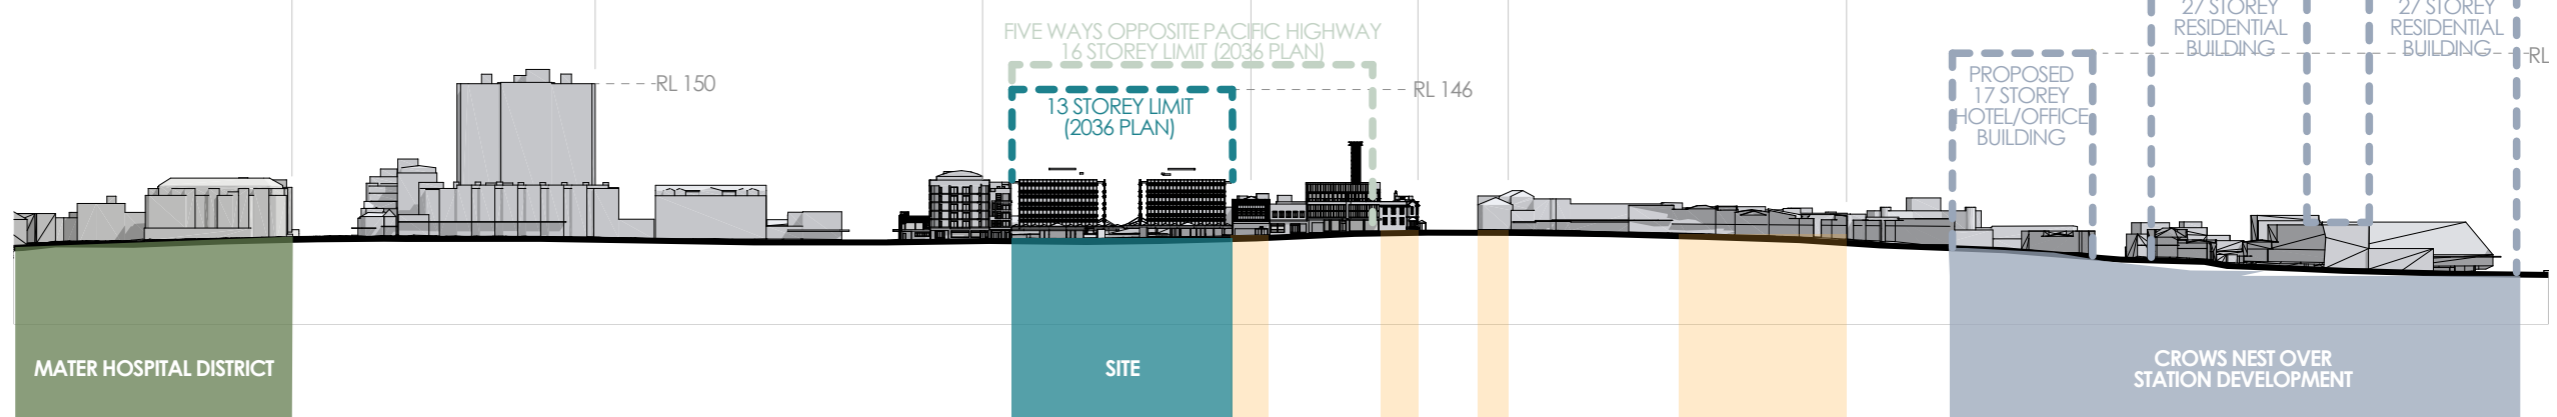 27 STOREY
RESIDENTIAL
BUILDING
27 STOREY
RESIDENTIAL
BUILDING
FIVE WAYS OPPOSITE PACIFIC HIGHWAY
16 STOREY LIMIT (2036 PLAN)
RL
RL 150
RL 146
13 STOREY LIMIT
(2036 PLAN)
PROPOSED
17 STOREY
HOTEL/OFFICE
BUILDING
MATER HOSPITAL DISTRICT
SITE
CROWS NEST OVER
STATION DEVELOPMENT